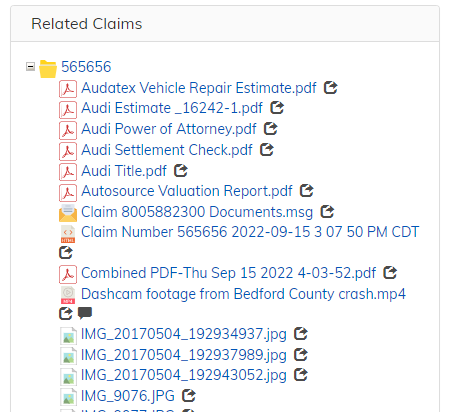 Related Claims
565656
Audatex Vehicle Repair Estimate.pdf
Audi Estimate _16242-1.pdf
Audi Power of Attorney.pdf
Audi Settlement Check.pdf
Audi Title.pdf
Autosource Valuation Report.pdf
Claim 8005882300 Documents.msg
Claim Number 565656 2022-09-15 3 07 50 PM CDT
Combined PDF-Thu Sep 15 2022 4-03-52.pdf
Dashcam footage from Bedford County crash.mp4
IMG_20170504_192934937.jpg
IMG_20170504_192937989.jpg
IMG_20170504_192943052.jpg
IMG_9076.JPG